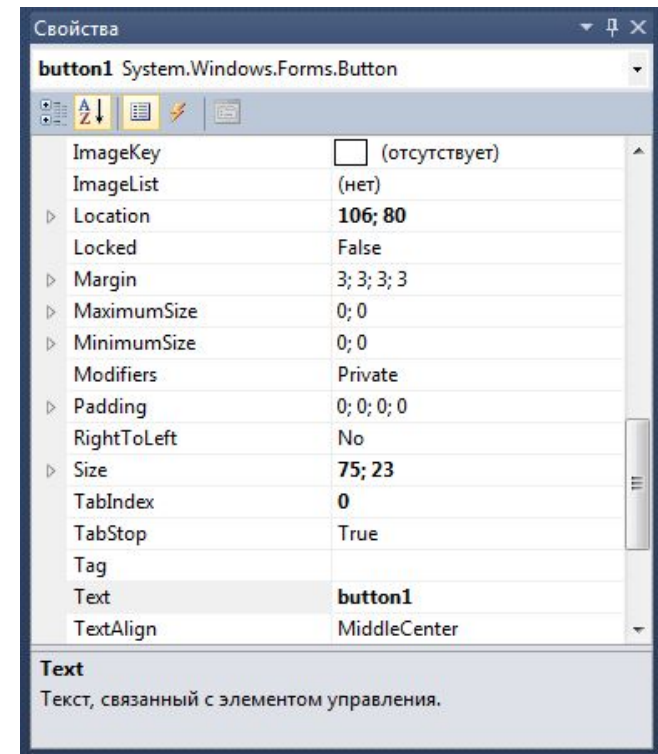 Свойства
button1 System.Windows.Forms.Button
ImageKey (отсутствует)
ImageList (нет)
Location 106; 80
Locked False
Margin 3; 3; 3; 3
MaximumSize 0; 0
MinimumSize 0; 0
Modifiers Private
Padding 0; 0; 0; 0
RightToLeft No
Size 75; 23
TabIndex 0
TabStop True
Tag
Text button1
TextAlign MiddleCenter
Text
Текст, связанный с элементом управления.